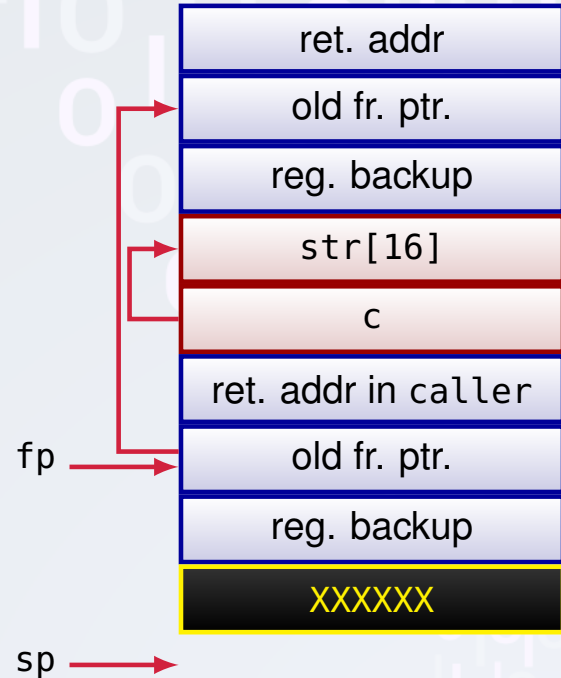 ret. addr
old fr. ptr.
reg. backup
str[16]
c
ret. addr in caller
fp
old fr. ptr.
reg. backup
XXXXXX
sp